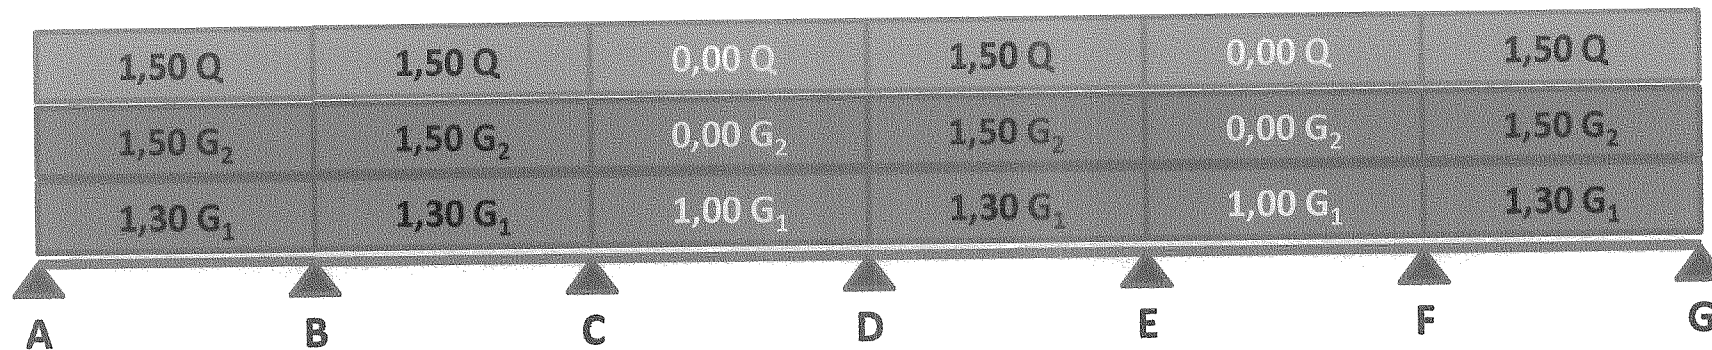 1,50 Q 1,50 Q 0,00 Q 1,50 Q 0,00 Q 1,50 Q
1,50 G₂ 1,50 G₂ 0,00 G₂ 1,50 G₂ 0,00 G₂ 1,50 G₂
1,30 G₁ 1,30 G₁ 1,00 G₁ 1,30 G₁ 1,00 G₁ 1,30 G₁
A B C D E F G